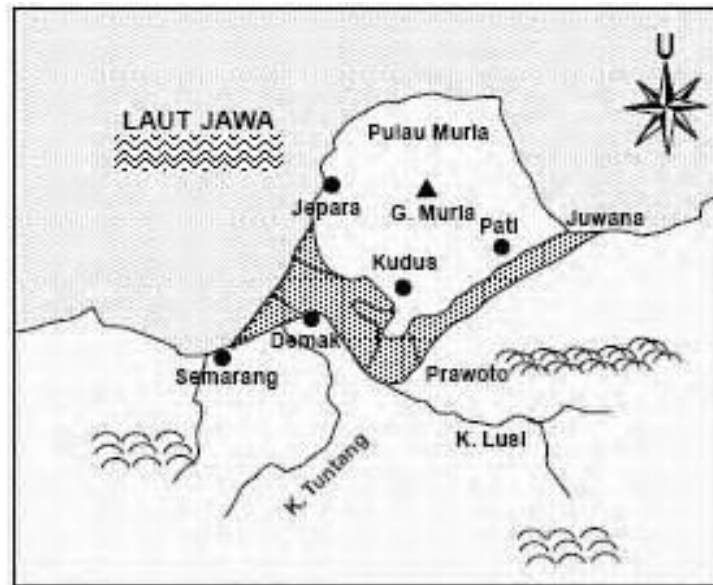 U
LAUT JAWA
Pulau Muria
Jepara
G. Muria
Pati
Juwana
Kudus
Demak
Semarang
Prawoto
K. Lusi
K. Tuntang